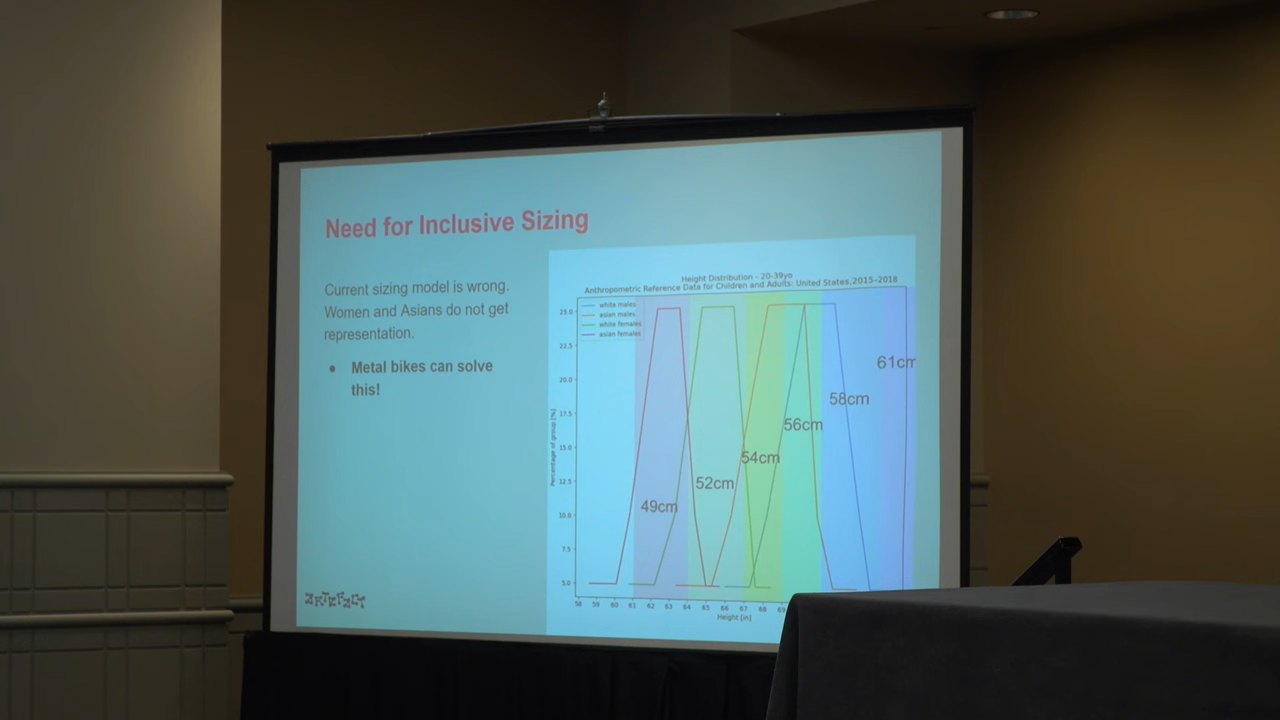 Need for Inclusive Sizing
Current sizing model is wrong.
Women and Asians do not get
representation.
● Metal bikes can solve
this!
Height Distribution - 20-39yo
Anthropometric Reference Data for Children and Adults: United States,2015-2018
white males
asian males
white females
asian females
25.0
22.5
20.0
17.5
15.0
12.5
10.0
7.5
5.0
Percentage of group [%]
49cm
52cm
54cm
56cm
58cm
61cm
58 59 60 61 62 63 64 65 66 67 68 69
Height [in]